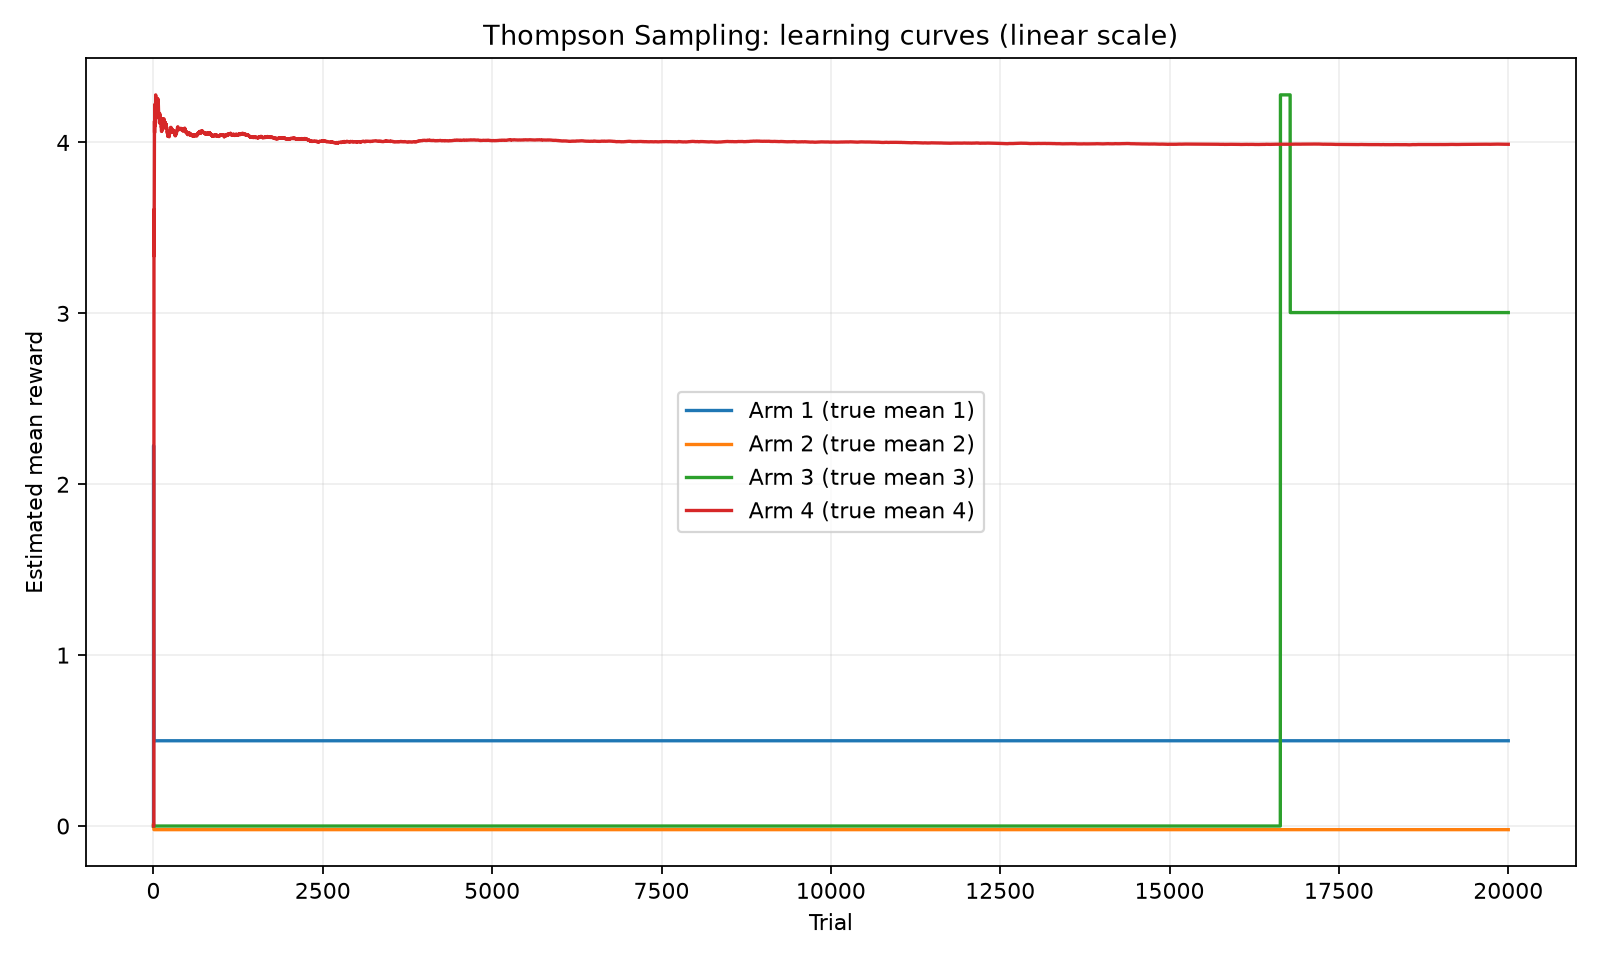 Thompson Sampling: learning curves (linear scale)
Estimated mean reward
4
3
2
1
0
Arm 1 (true mean 1)
Arm 2 (true mean 2)
Arm 3 (true mean 3)
Arm 4 (true mean 4)
0 2500 5000 7500 10000 12500 15000 17500 20000
Trial